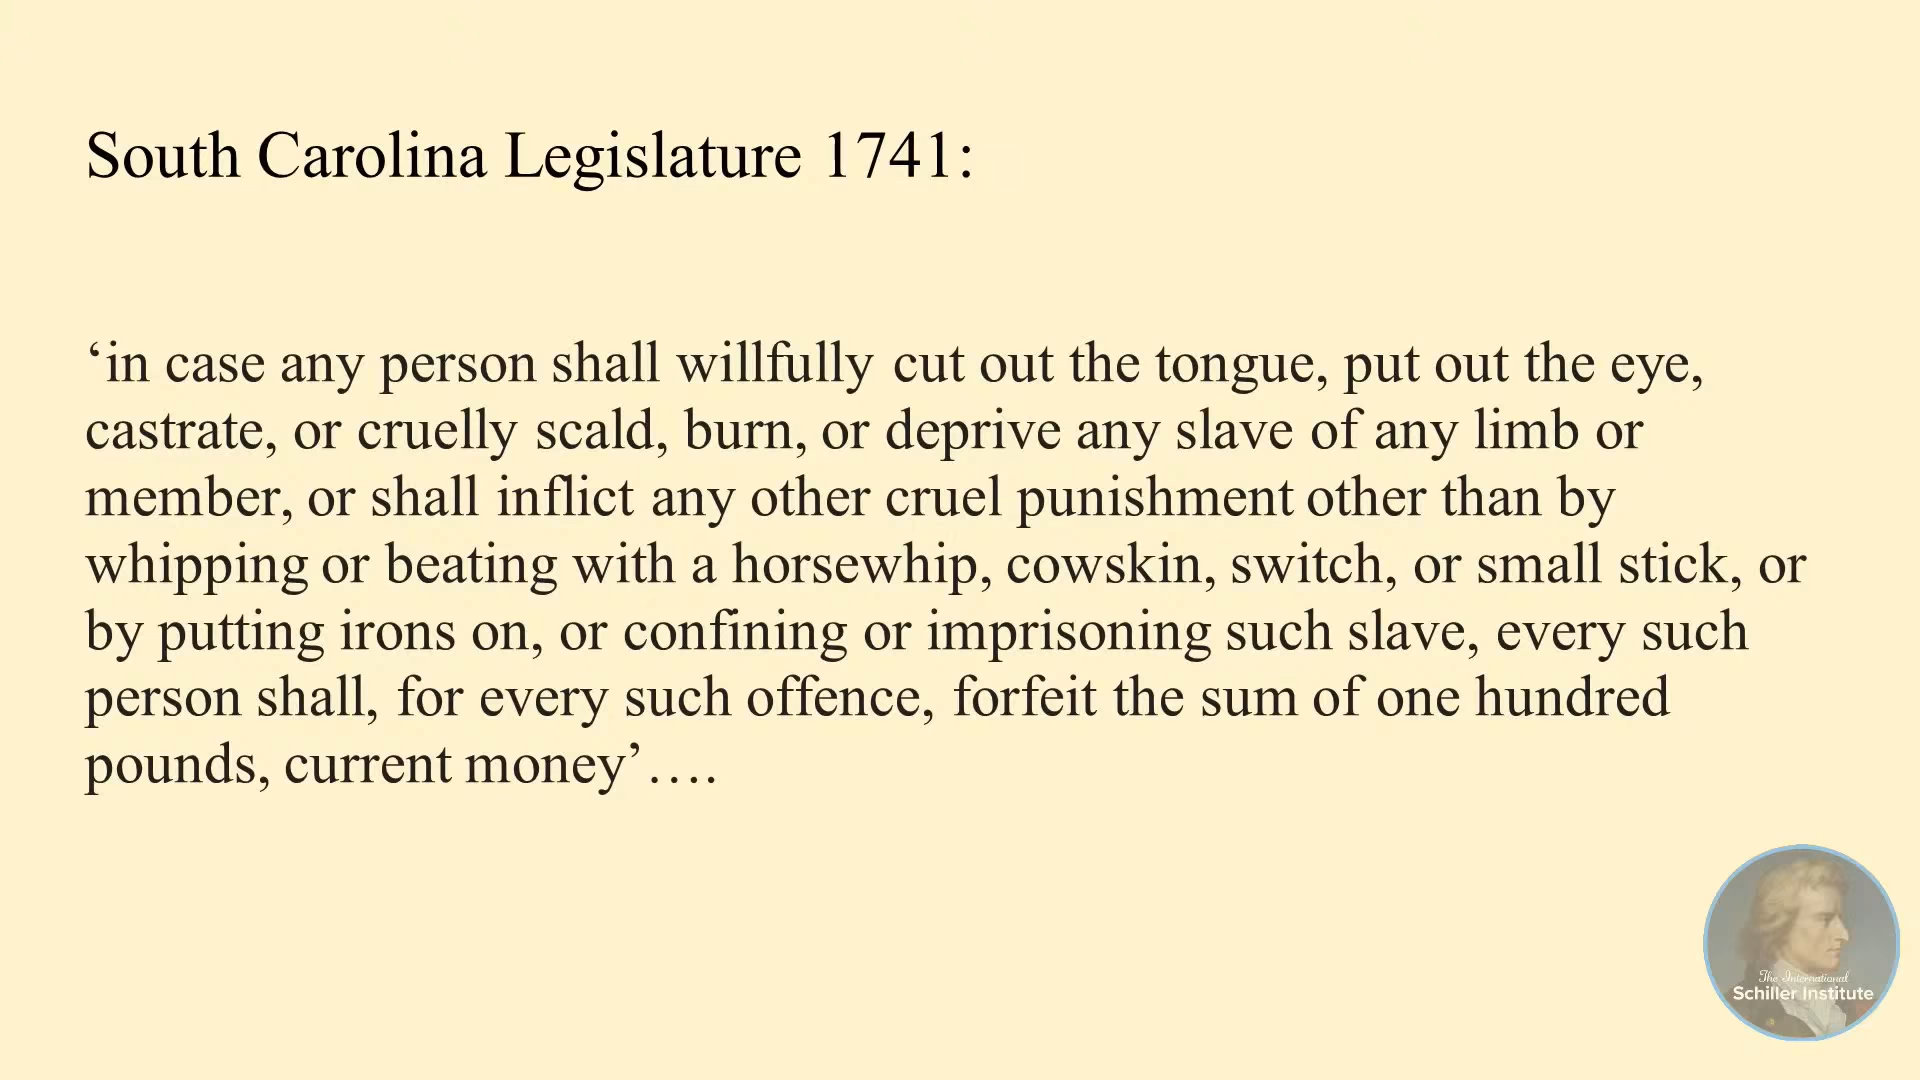 South Carolina Legislature 1741:
‘in case any person shall willfully cut out the tongue, put out the eye,
castrate, or cruelly scald, burn, or deprive any slave of any limb or
member, or shall inflict any other cruel punishment other than by
whipping or beating with a horsewhip, cowskin, switch, or small stick, or
by putting irons on, or confining or imprisoning such slave, every such
person shall, for every such offence, forfeit the sum of one hundred
pounds, current money’….
The International
Schiller Institute